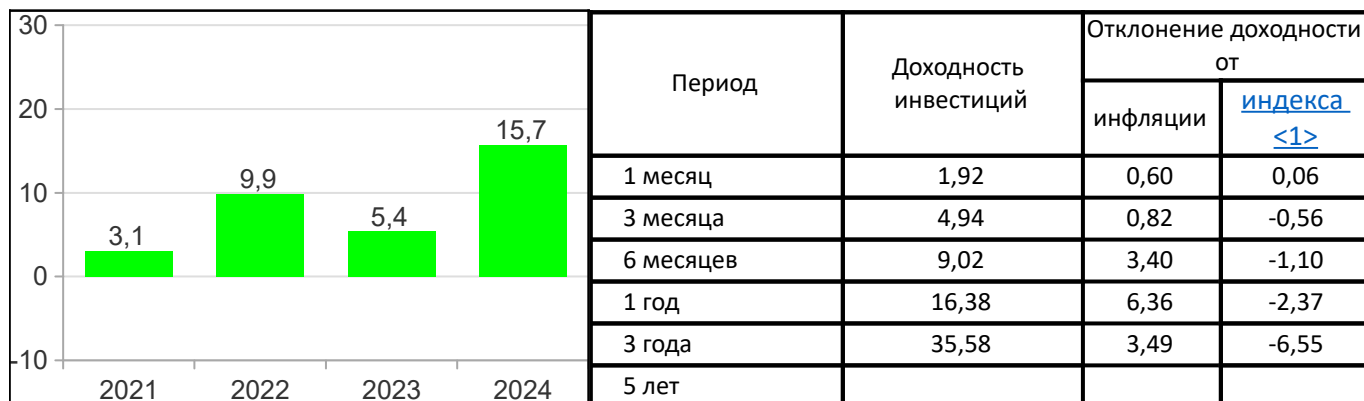 30
20
10
0
-10
3,1
9,9
5,4
15,7
2021 2022 2023 2024
Период
Доходность
инвестиций
Отклонение доходности
от
инфляции
индекса
<1>
1 месяц 1,92 0,60 0,06
3 месяца 4,94 0,82 -0,56
6 месяцев 9,02 3,40 -1,10
1 год 16,38 6,36 -2,37
3 года 35,58 3,49 -6,55
5 лет